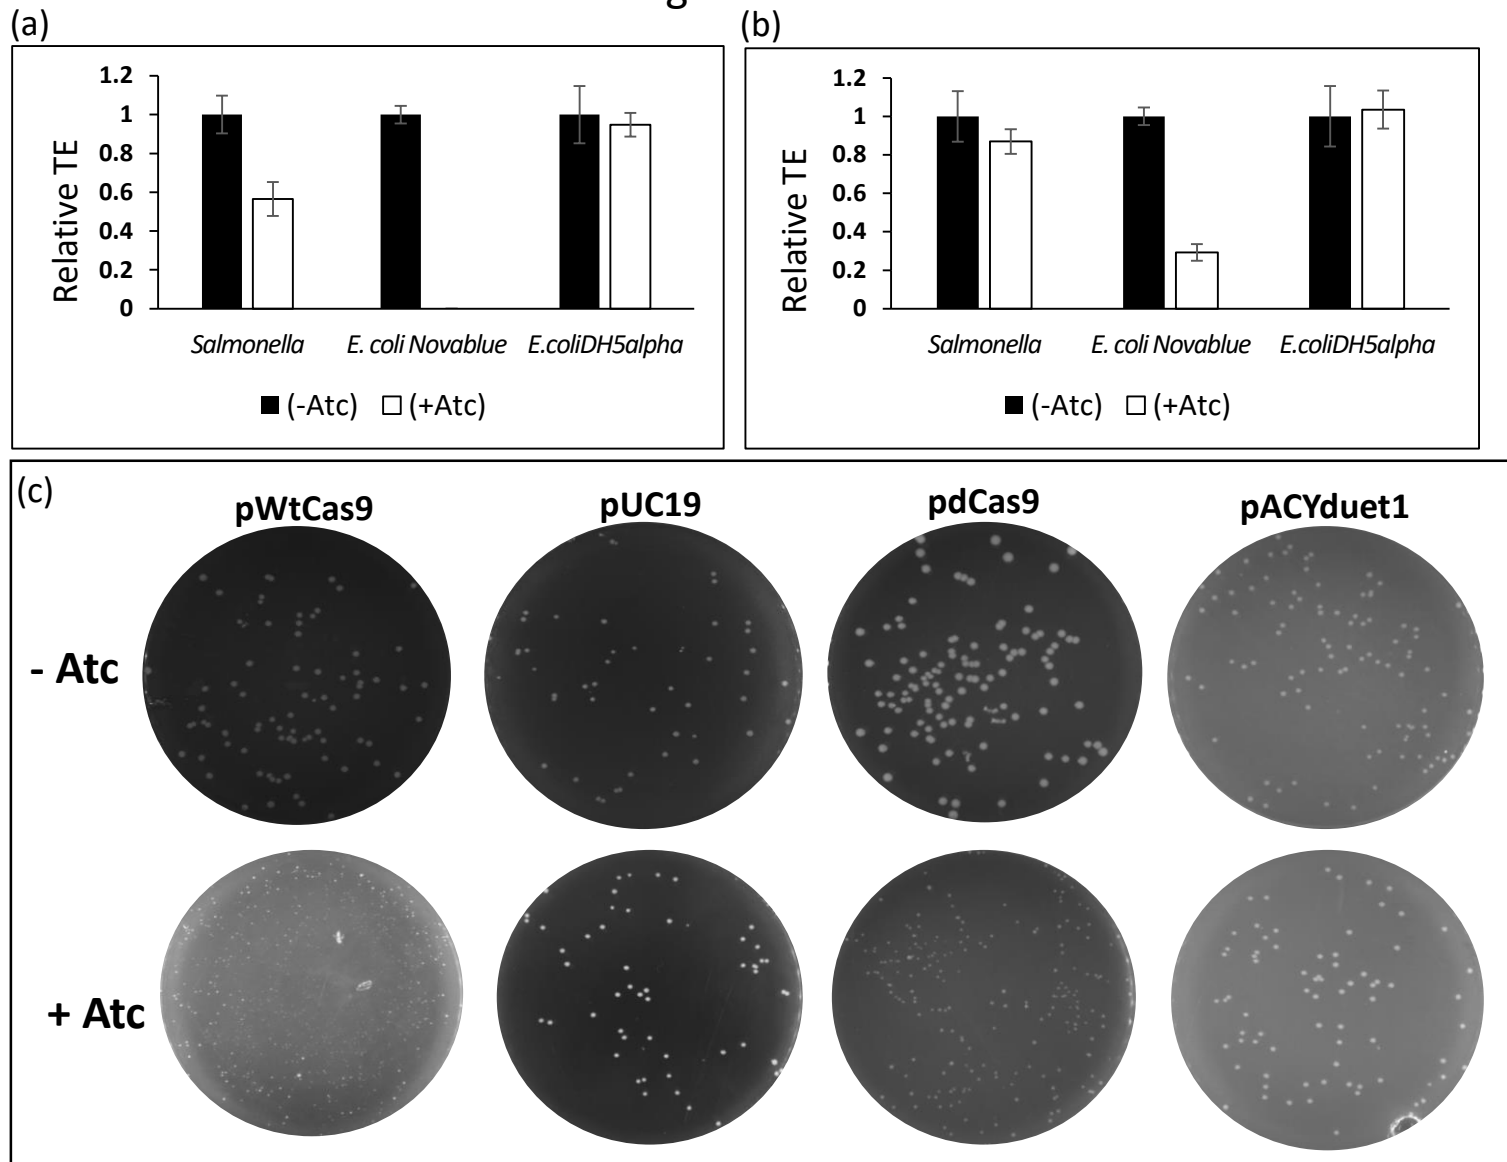 (a)
1.2
1
0.8
0.6
0.4
0.2
0
Relative TE
Salmonella E. coli Novablue E.coliDH5alpha
(-Atc) (+Atc)
(b)
1.2
1
0.8
0.6
0.4
0.2
0
Relative TE
Salmonella E. coli Novablue E.coliDH5alpha
(-Atc) (+Atc)
(c)
pWtCas9 pUC19 pdCas9 pACYduet1
- Atc
+ Atc